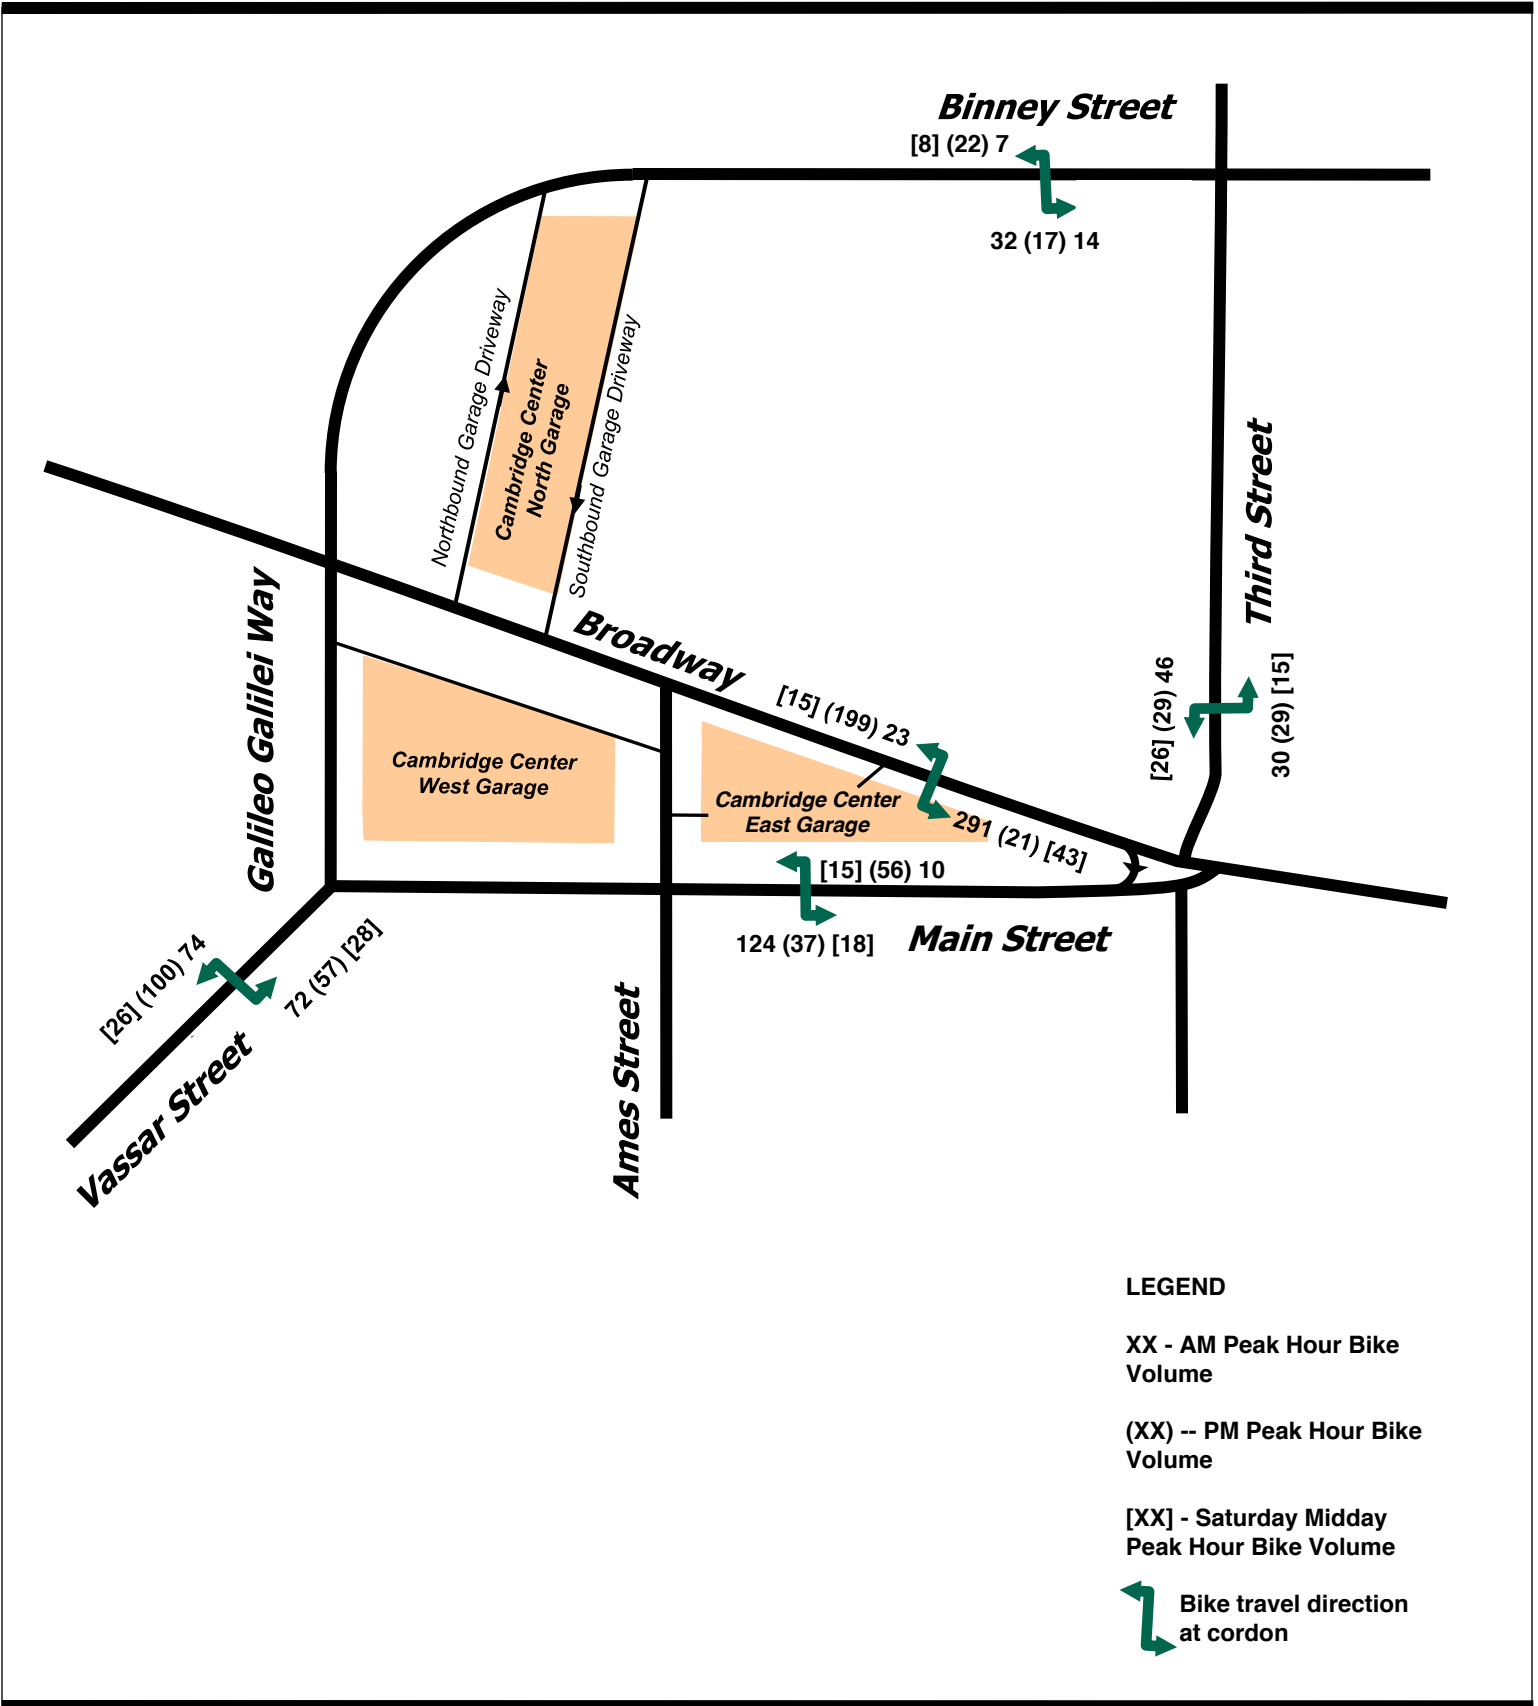 Binney Street
[8] (22) 7
32 (17) 14
Northbound Garage Driveway
Cambridge Center
North Garage
Southbound Garage Driveway
Third Street
Galileo Galilei Way
Broadway
[15] (199) 23
[26] (29) 46
30 (29) [15]
Cambridge Center
West Garage
Cambridge Center
East Garage
291 (21) [43]
[15] (56) 10
124 (37) [18]
Main Street
[26] (100) 74
72 (57) [28]
Vassar Street
Ames Street
LEGEND
XX - AM Peak Hour Bike
Volume
(XX) -- PM Peak Hour Bike
Volume
[XX] - Saturday Midday
Peak Hour Bike Volume
Bike travel direction
at cordon